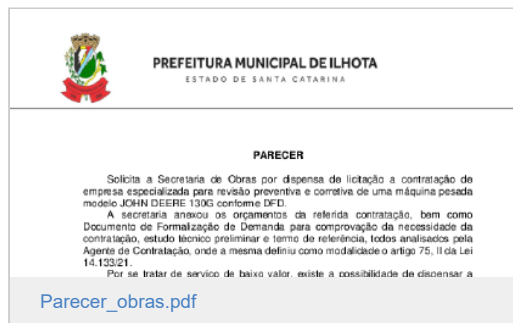 PREFEITURA MUNICIPAL DE ILHOTA
ESTADO DE SANTA CATARINA
PARECER
Solicita a Secretaria de Obras por dispensa de licitação a contratação de
empresa especializada para revisão preventiva e corretiva de uma máquina pesada
modelo JOHN DEERE 130G conforme DFD.
A secretaria anexou os orçamentos da referida contratação, bem como
Documento de Formalização de Demanda para comprovação da necessidade da
contratação, estudo técnico preliminar e termo de referência, todos analisados pela
Agente de Contratação, onde a mesma definiu como modalidade o artigo 75, II da Lei
14.133/21.
Por se tratar de serviço de baixo valor, existe a possibilidade de dispensar a
Parecer_obras.pdf